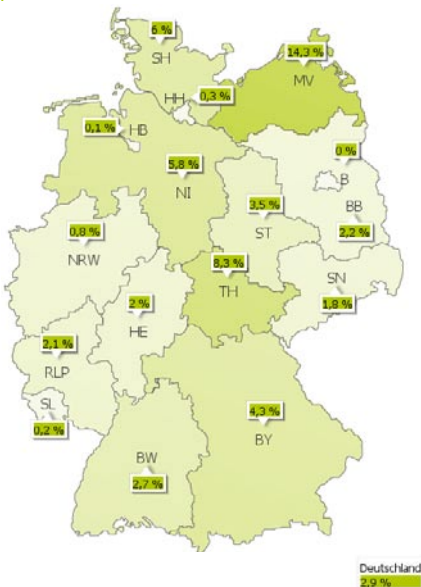 6 %
SH
14,3 %
MV
HH
0,3 %
0,1 %
HB
0 %
B
BB
2,2 %
5,8 %
NI
3,5 %
ST
0,8 %
NRW
8,3 %
TH
SN
1,8 %
2 %
HE
2,1 %
RLP
SL
0,2 %
4,3 %
BY
BW
2,7 %
Deutschland
2,9 %